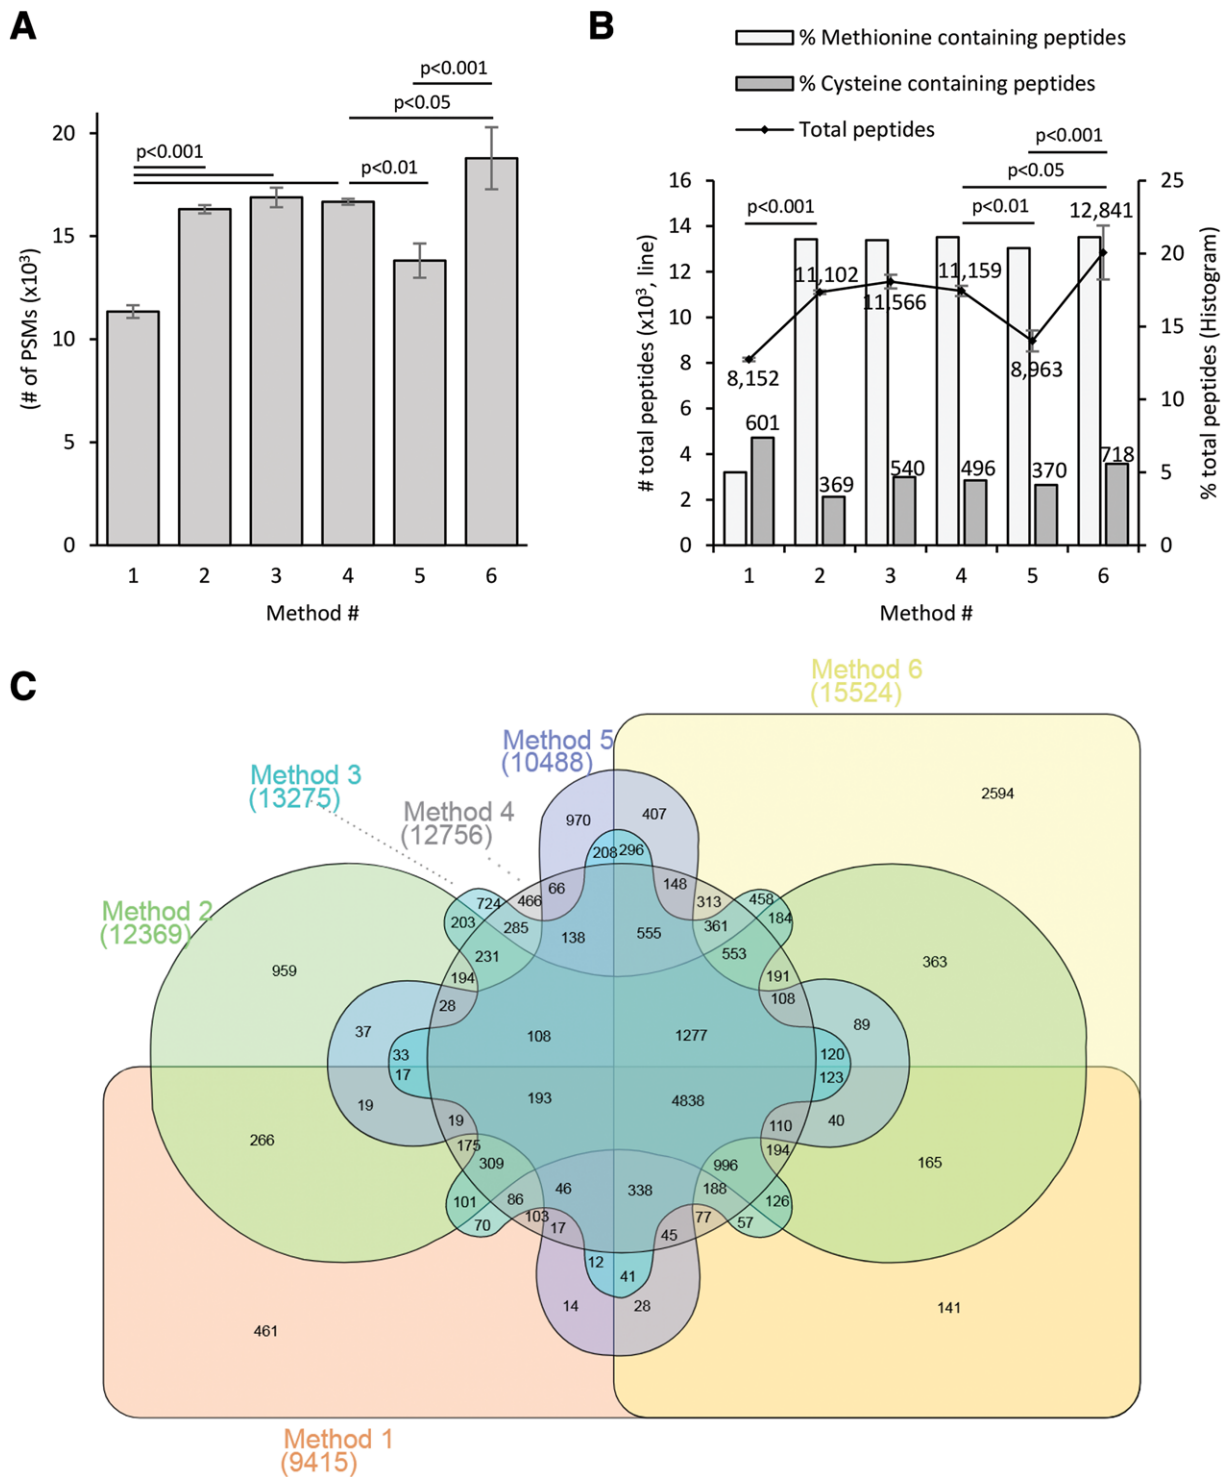 A
p<0.001
p<0.05
p<0.001
p<0.01
20
15
10
5
0
(# of PSMs (x10³)
1 2 3 4 5 6
Method #
B
% Methionine containing peptides
% Cysteine containing peptides
Total peptides
p<0.001
p<0.05
p<0.001
p<0.01
16
14
12
10
8
6
4
2
0
# total peptides (x10³, line)
25
20
15
10
5
0
% total peptides (Histogram)
12,841
11,102
11,159
11,566
8,152
8,963
601
369
540
496
370
718
1 2 3 4 5 6
Method #
C
Method 6
(15524)
Method 5
(10488)
Method 3
(13275)
Method 4
(12756)
Method 2
(12369)
2594
970 407
208 296
66 148
724 466 313 458
203 285 361 184
138 555
231 553
959 363
194 191
28 108
37 89
108 1277
33 120
17 123
193 4838
19 40
19 110
266 165
175 194
309 996
46 338
101 86 188 126
70 103 77 57
17 45
12 41
14 28
461 141
Method 1
(9415)